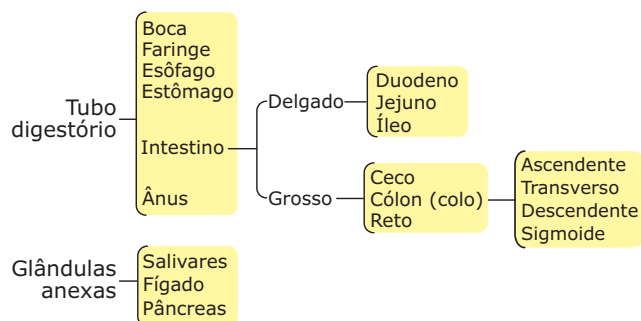 Tubo
digestório
Boca
Faringe
Esôfago
Estômago
Intestino
Ânus
Delgado
Duodeno
Jejuno
Íleo
Grosso
Ceco
Cólon (colo)
Reto
Ascendente
Transverso
Descendente
Sigmoide
Glândulas
anexas
Salivares
Fígado
Pâncreas